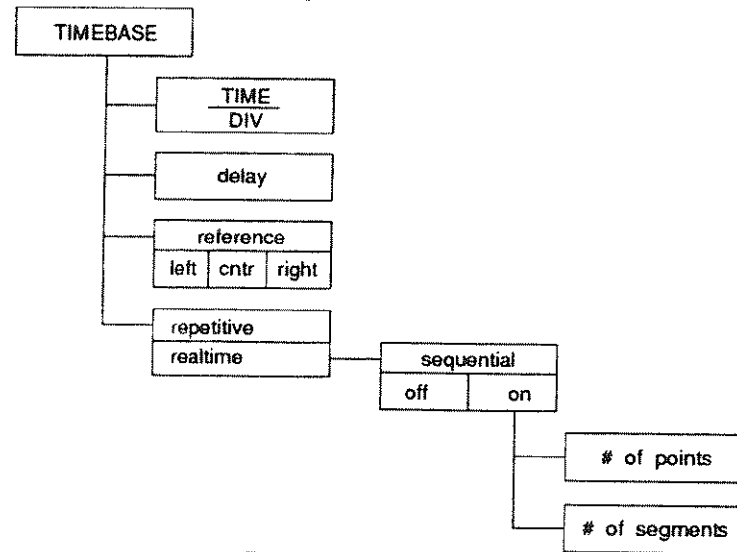 TIMEBASE
TIME
DIV
delay
reference
left cntr right
repetitive
realtime
sequential
off on
# of points
# of segments